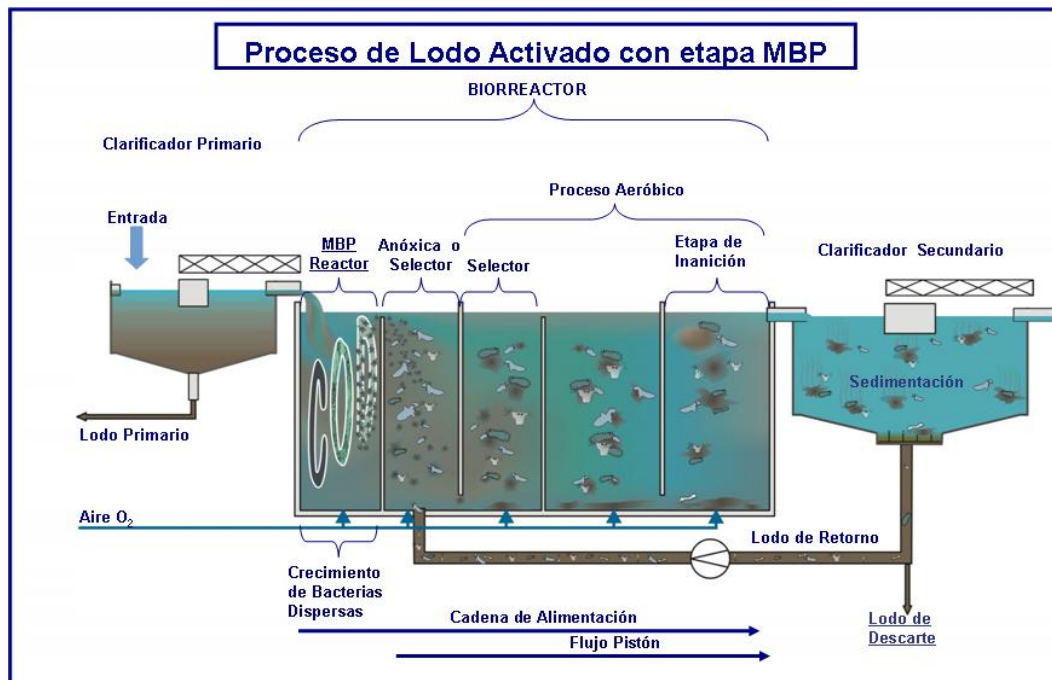 Proceso de Lodo Activado con etapa MBP
BIORREACTOR
Clarificador Primario
Proceso Aeróbico
Entrada
MBP
Reactor
Anóxica o
Selector
Selector
Etapa de
Inanición
Clarificador Secundario
Sedimentación
Lodo Primario
Aire O₂
Lodo de Retorno
Crecimiento
de Bacterias
Dispersas
Cadena de Alimentación
Flujo Pistón
Lodo de
Descarte